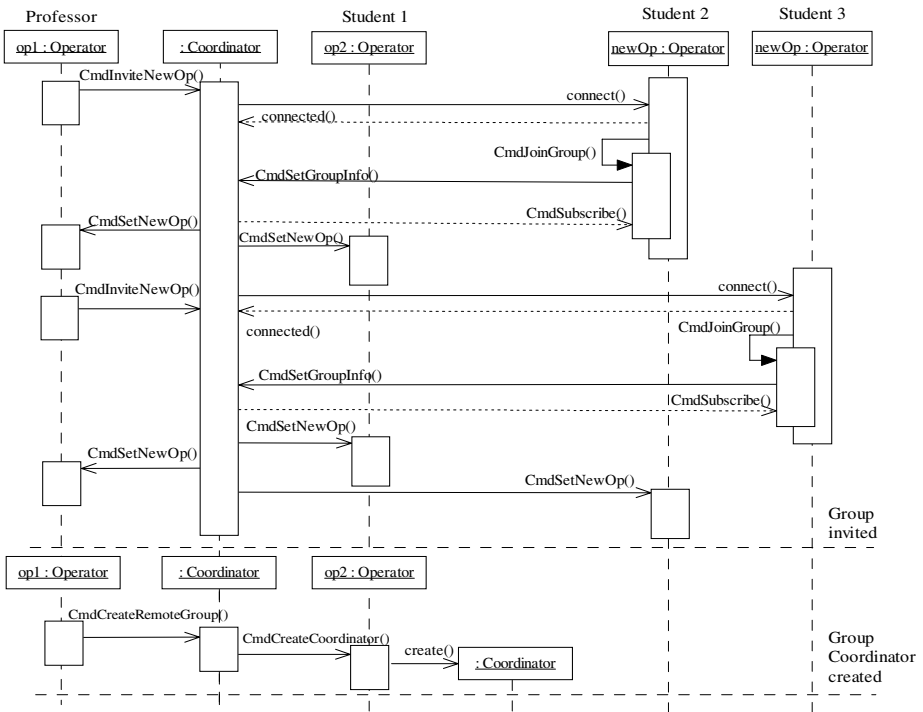 Professor
Student 1
Student 2
Student 3
op1 : Operator
: Coordinator
op2 : Operator
newOp : Operator
newOp : Operator
CmdInviteNewOp()
connect()
connected()
CmdJoinGroup()
CmdSetGroupInfo()
CmdSetNewOp()
CmdSubscribe()
CmdSetNewOp()
CmdInviteNewOp()
connect()
connected()
CmdJoinGroup()
CmdSetGroupInfo()
CmdSubscribe()
CmdSetNewOp()
CmdSetNewOp()
CmdSetNewOp()
Group
invited
op1 : Operator
: Coordinator
op2 : Operator
CmdCreateRemoteGroup()
CmdCreateCoordinator()
create()
: Coordinator
Group
Coordinator
created